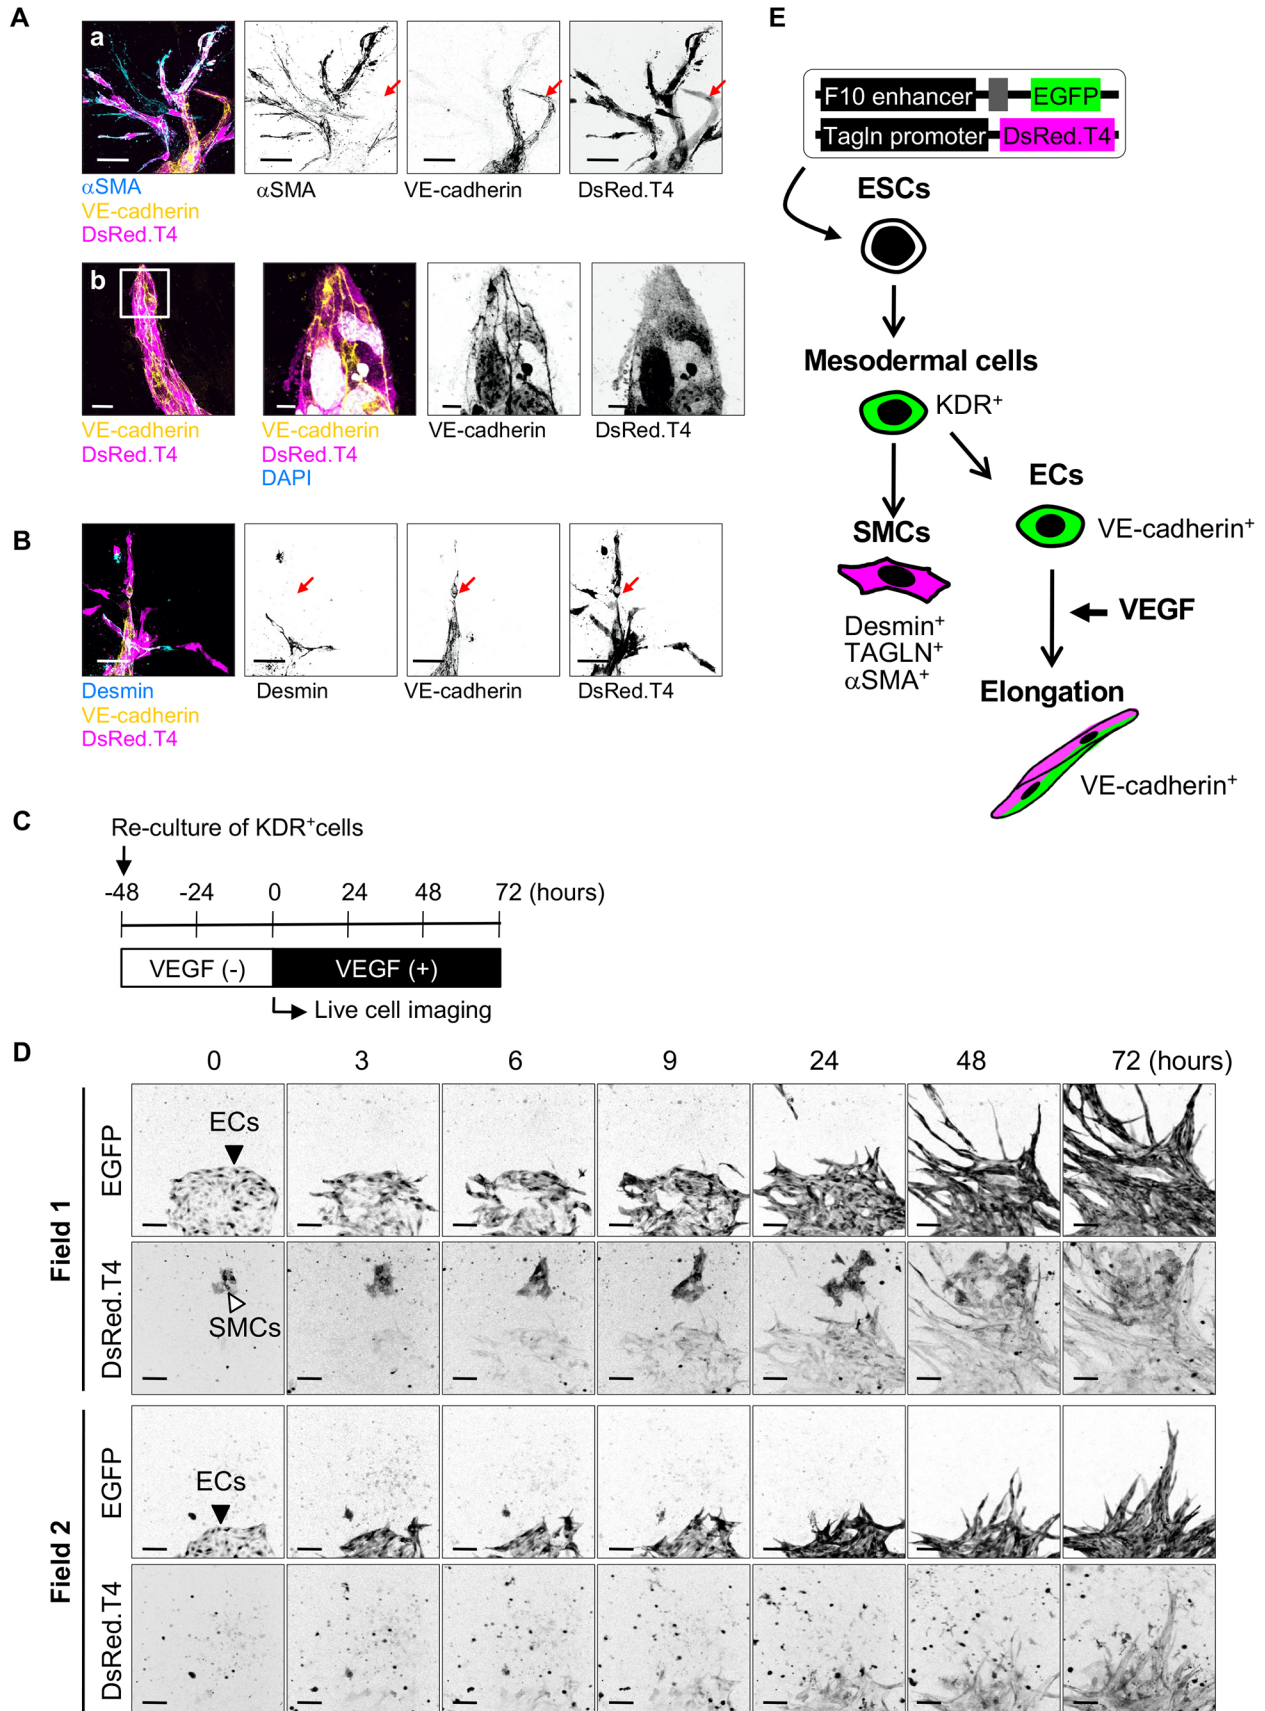 A
a
αSMA
VE-cadherin
DsRed.T4
αSMA
VE-cadherin
DsRed.T4
b
VE-cadherin
DsRed.T4
VE-cadherin
DsRed.T4
DAPI
VE-cadherin
DsRed.T4
B
Desmin
VE-cadherin
DsRed.T4
Desmin
VE-cadherin
DsRed.T4
C
Re-culture of KDR⁺cells
-48 -24 0 24 48 72 (hours)
VEGF (-) VEGF (+)
Live cell imaging
D
0 3 6 9 24 48 72 (hours)
Field 1
EGFP
ECs
DsRed.T4
SMCs
Field 2
EGFP
ECs
DsRed.T4
E
F10 enhancer EGFP
Tagln promoter DsRed.T4
ESCs
Mesodermal cells
KDR⁺
ECs
VE-cadherin⁺
SMCs
Desmin⁺
TAGLN⁺
αSMA⁺
VEGF
Elongation
VE-cadherin⁺